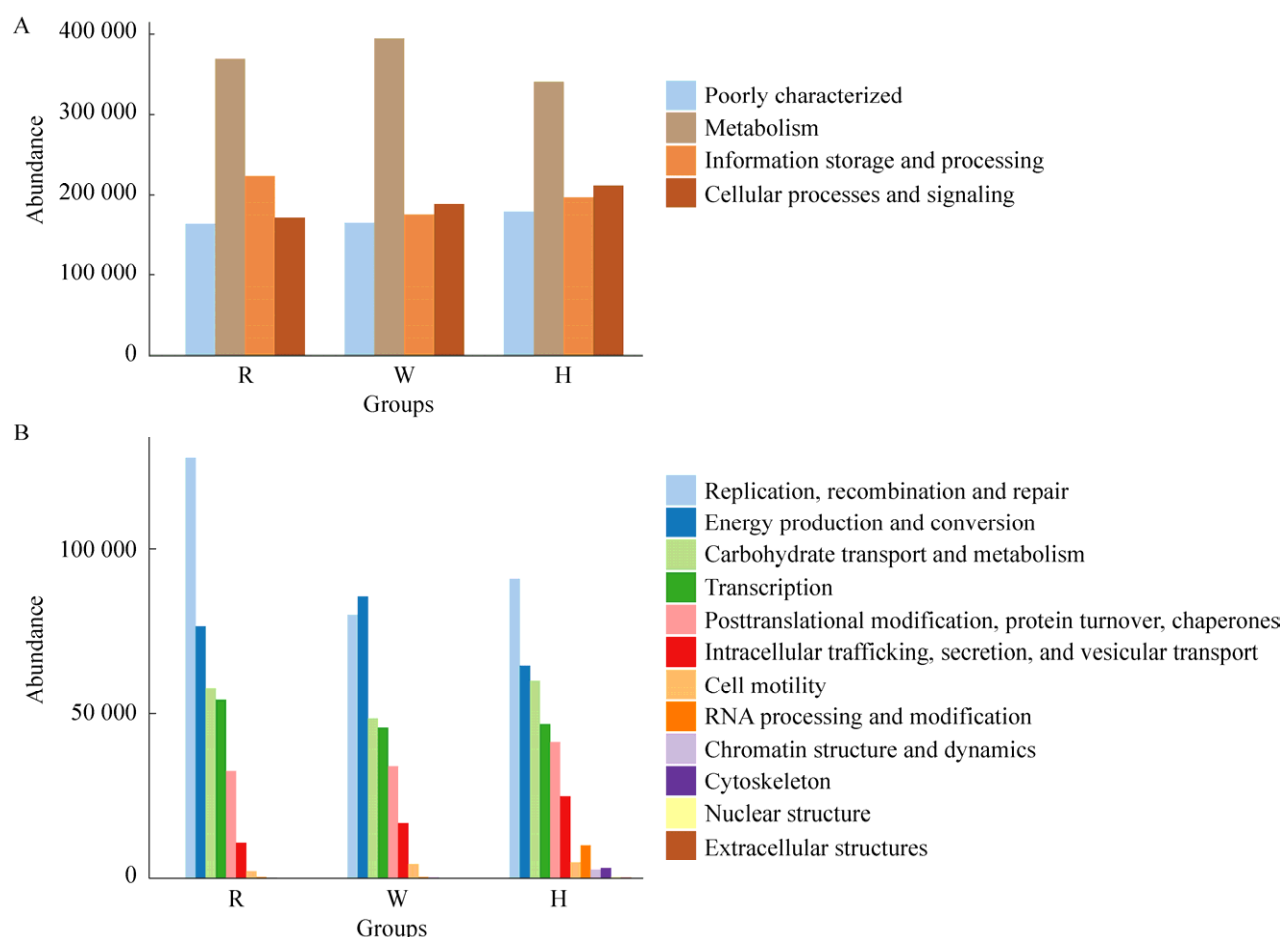 A
400 000
300 000
200 000
100 000
0
Abundance
R
W
H
Groups
Poorly characterized
Metabolism
Information storage and processing
Cellular processes and signaling
B
100 000
50 000
0
Abundance
R
W
H
Groups
Replication, recombination and repair
Energy production and conversion
Carbohydrate transport and metabolism
Transcription
Posttranslational modification, protein turnover, chaperones
Intracellular trafficking, secretion, and vesicular transport
Cell motility
RNA processing and modification
Chromatin structure and dynamics
Cytoskeleton
Nuclear structure
Extracellular structures